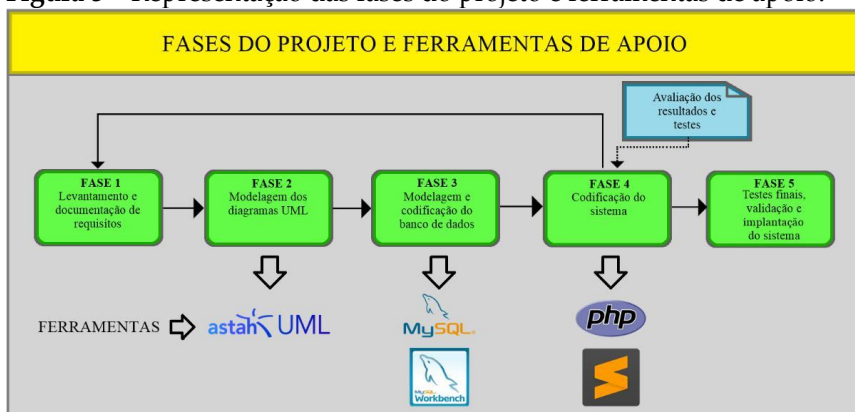 Figura 3 – Representação das fases do projeto e ferramentas de apoio.
FASES DO PROJETO E FERRAMENTAS DE APOIO
Avaliação dos
resultados e
testes
FASE 1
Levantamento e
documentação de
requisitos
FASE 2
Modelagem dos
diagramas UML
FASE 3
Modelagem e
codificação do
banco de dados
FASE 4
Codificação do
sistema
FASE 5
Testes finais,
validação e
implantação
do sistema
FERRAMENTAS
astah UML
MySQL
php
MySQL
Workbench